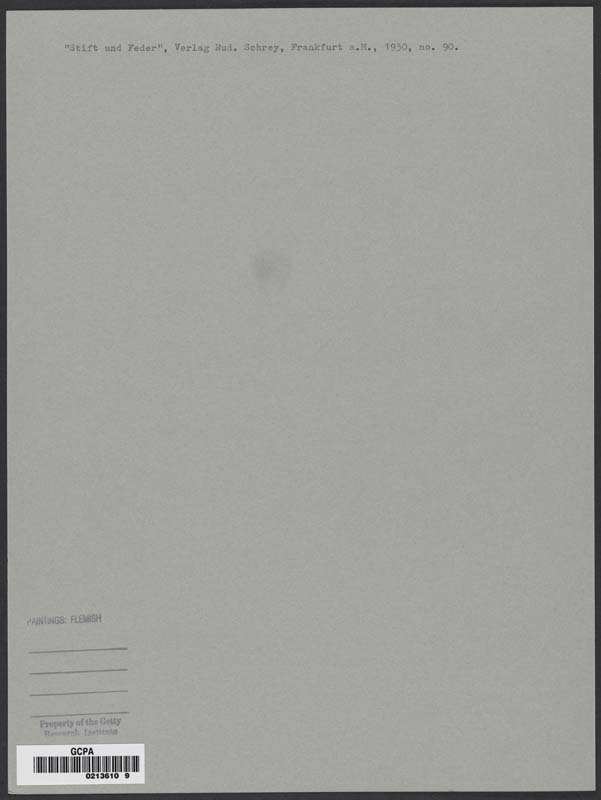 "Stift und Feder", Verlag Rud. Schrey, Frankfurt a.M., 1930, no. 90.
PAINTINGS: FLEMISH
Property of the Getty
Research Institute
GCPA
0213610 9